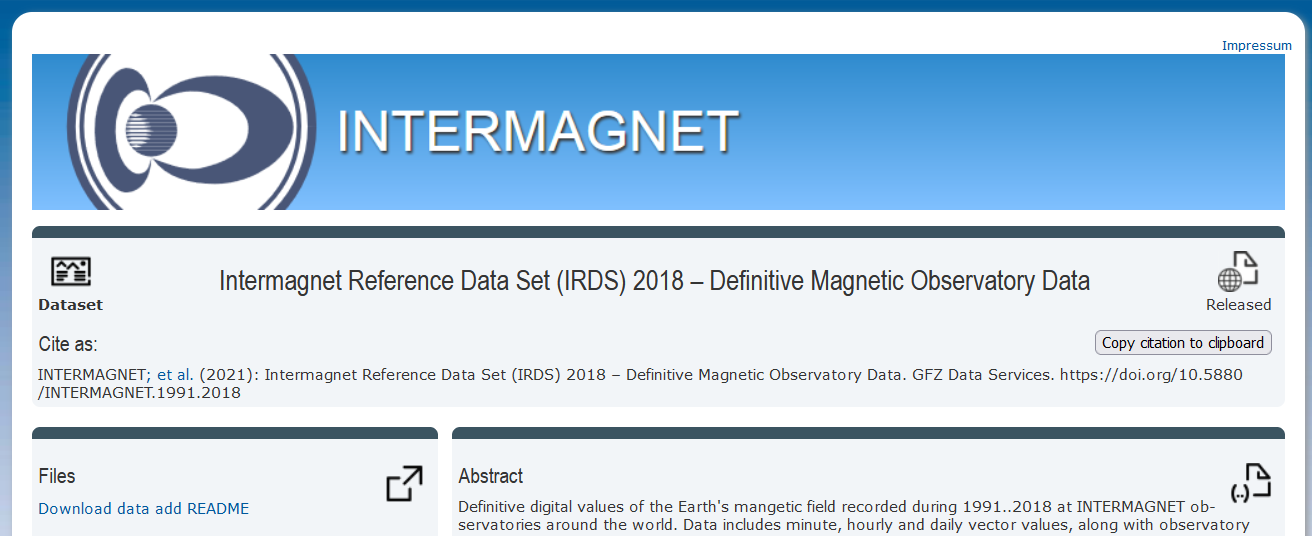 Impressum
INTERMAGNET
Dataset
Intermagnet Reference Data Set (IRDS) 2018 – Definitive Magnetic Observatory Data
Released
Cite as:
Copy citation to clipboard
INTERMAGNET; et al. (2021): Intermagnet Reference Data Set (IRDS) 2018 – Definitive Magnetic Observatory Data. GFZ Data Services. https://doi.org/10.5880
/INTERMAGNET.1991.2018
Files
Download data add README
Abstract
(..)
Definitive digital values of the Earth's mangetic field recorded during 1991..2018 at INTERMAGNET ob-
servatories around the world. Data includes minute, hourly and daily vector values, along with observatory